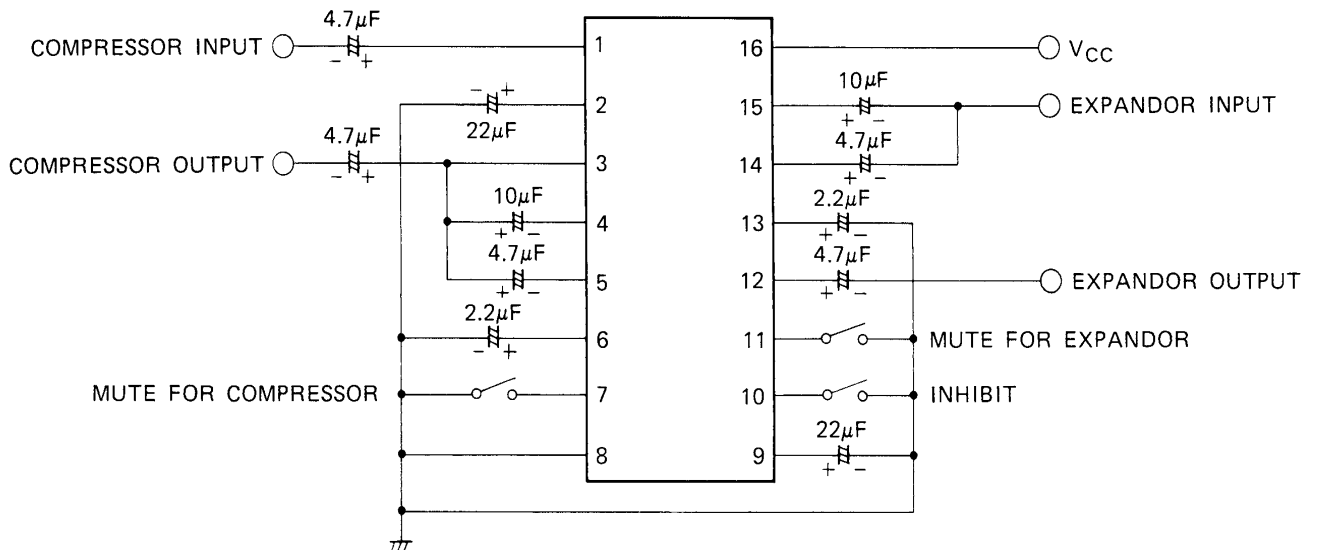 4.7μF
COMPRESSOR INPUT
- +
1
- +
22μF
2
4.7μF
COMPRESSOR OUTPUT
- +
3
10μF
+ -
4
4.7μF
+ -
5
2.2μF
- +
6
MUTE FOR COMPRESSOR
7
8
16
VCC
10μF
15
+ -
EXPANDOR INPUT
4.7μF
14
+ -
2.2μF
13
+ -
4.7μF
12
+ -
EXPANDOR OUTPUT
11
MUTE FOR EXPANDOR
10
INHIBIT
22μF
9
+ -